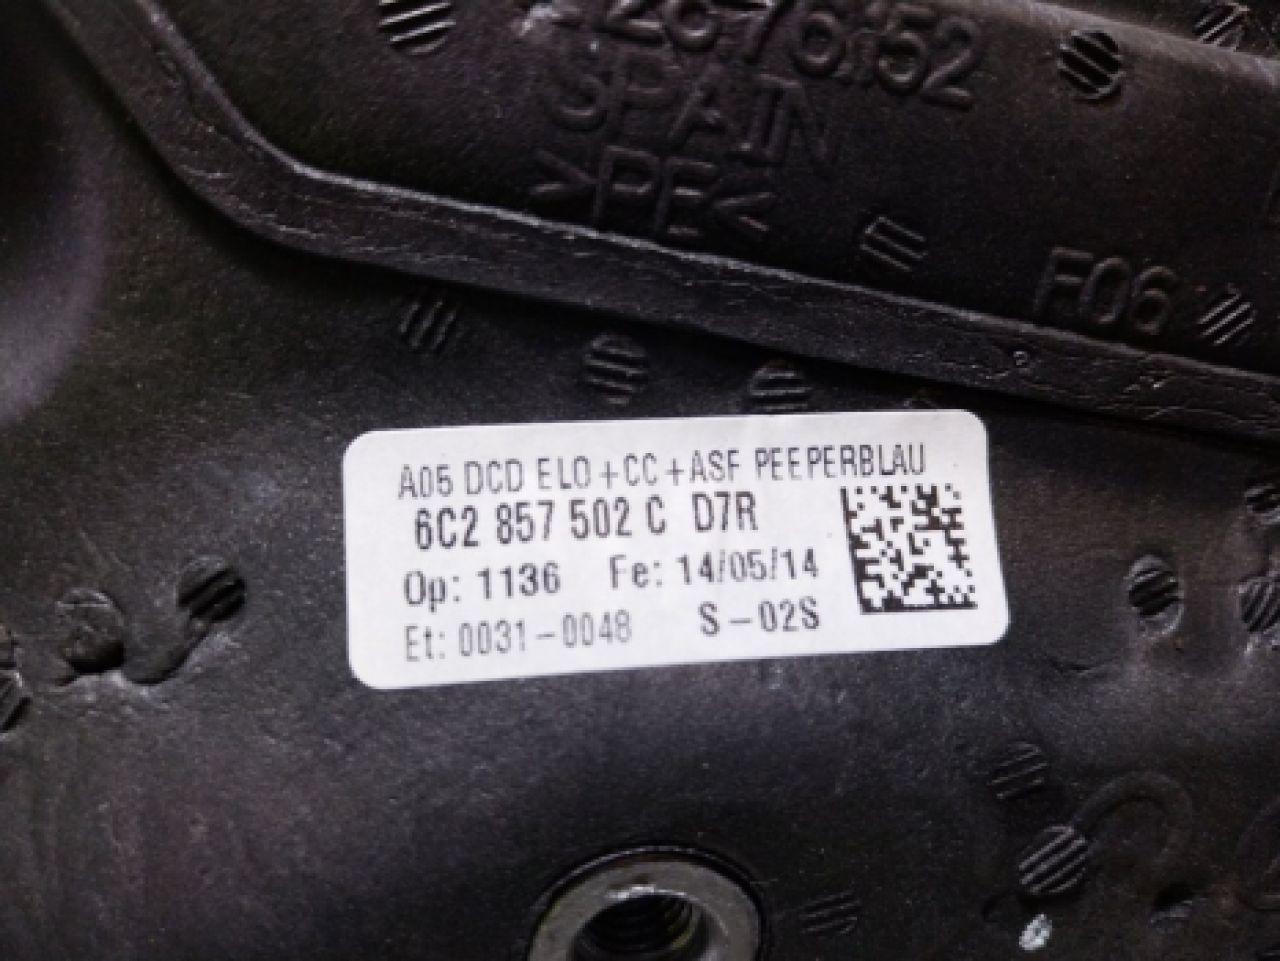 SPAIN
>PE<
F06
A05 DCD ELO+CC+ASF PEEPERBLAU
6C2 857 502 C D7R
Op: 1136 Fe: 14/05/14
Et: 0031-0048 S-02S